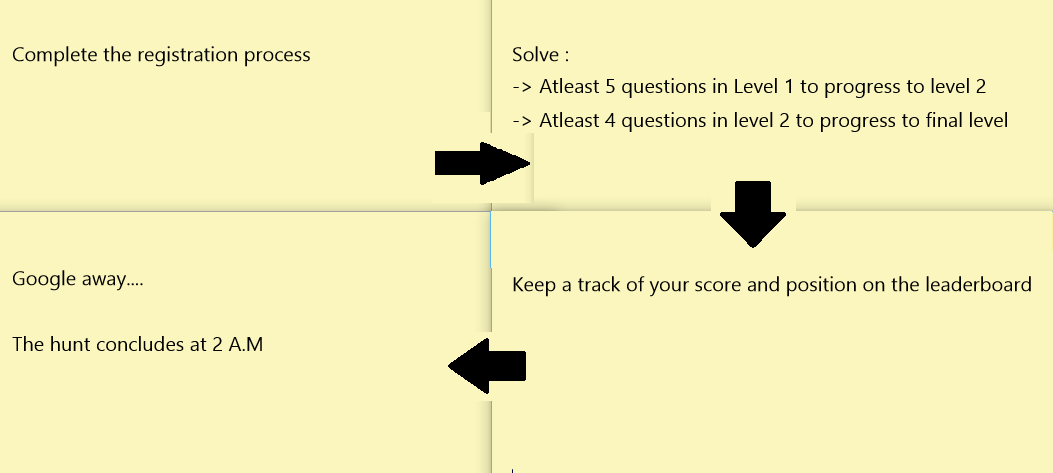 Complete the registration process
Solve :
-> Atleast 5 questions in Level 1 to progress to level 2
-> Atleast 4 questions in level 2 to progress to final level
Keep a track of your score and position on the leaderboard
Google away....
The hunt concludes at 2 A.M